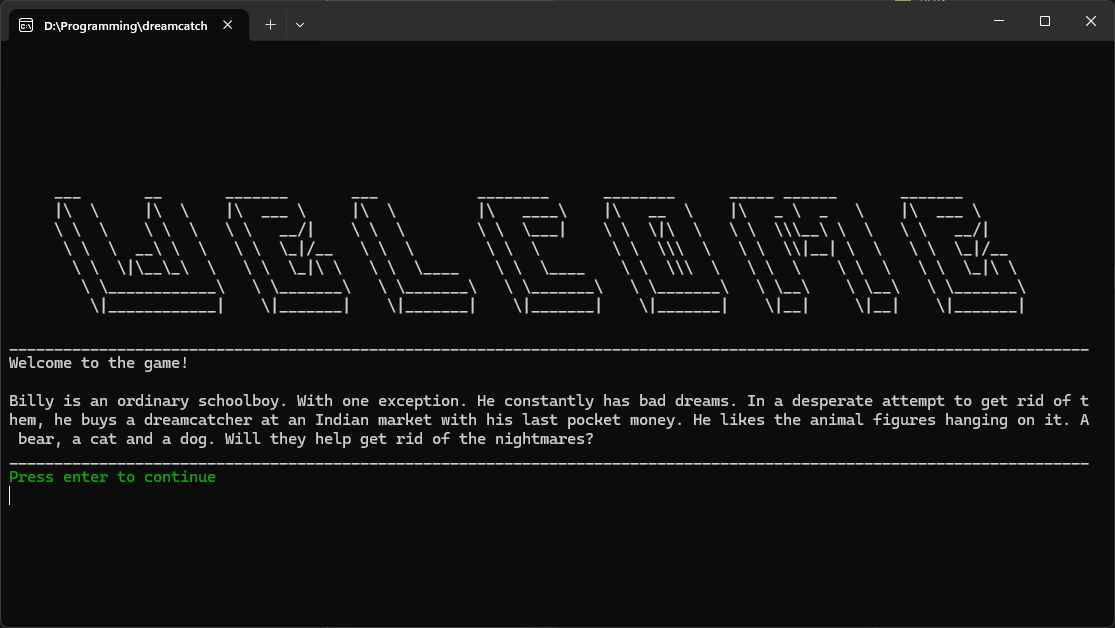 D:\Programming\dreamcatch
WELCOME
Welcome to the game!
Billy is an ordinary schoolboy. With one exception. He constantly has bad dreams. In a desperate attempt to get rid of t
hem, he buys a dreamcatcher at an Indian market with his last pocket money. He likes the animal figures hanging on it. A
 bear, a cat and a dog. Will they help get rid of the nightmares?
Press enter to continue